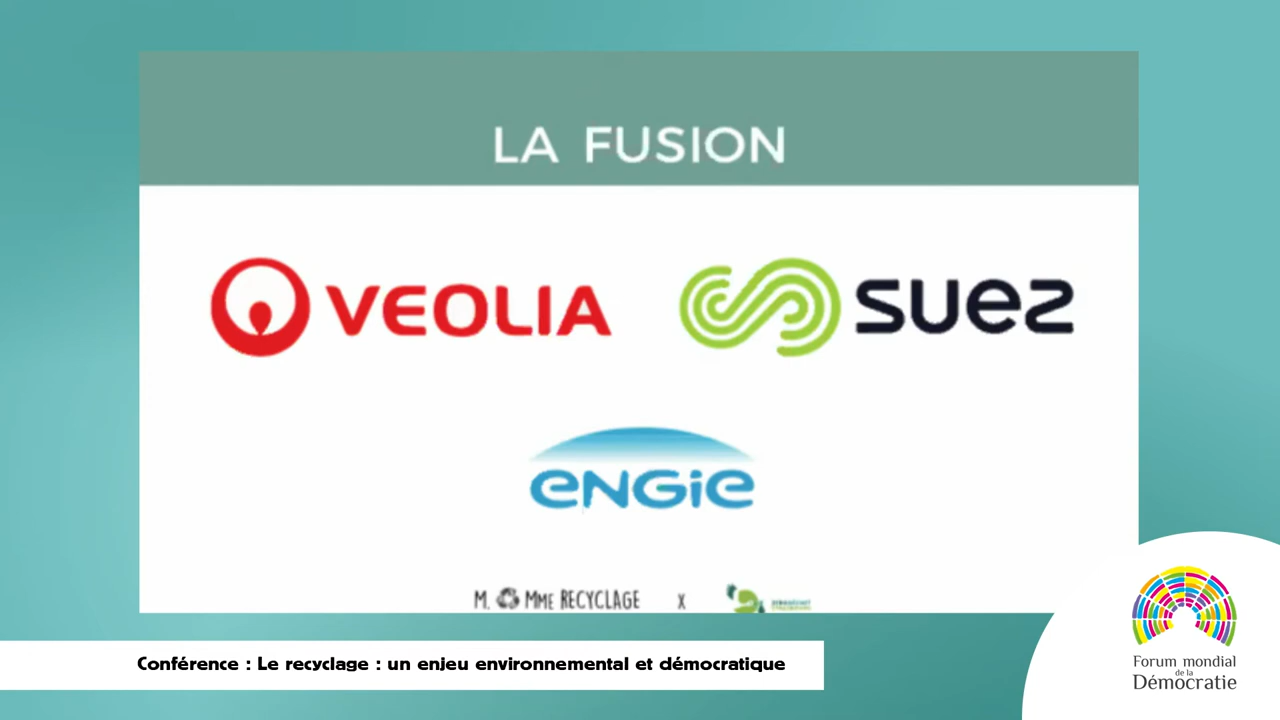 LA FUSION
VEOLIA
suez
ENGIE
M. MME RECYCLAGE X
Conférence : Le recyclage : un enjeu environnemental et démocratique
Forum mondial
de la
Démocratie